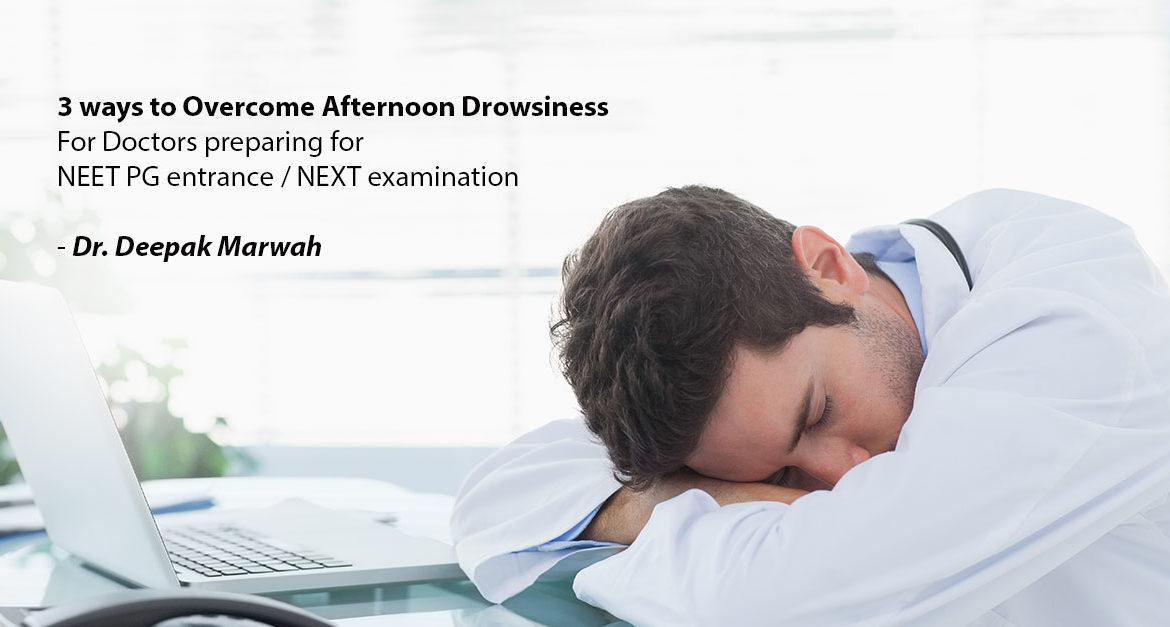 3 ways to Overcome Afternoon Drowsiness
For Doctors preparing for
NEET PG entrance / NEXT examination
- Dr. Deepak Marwah